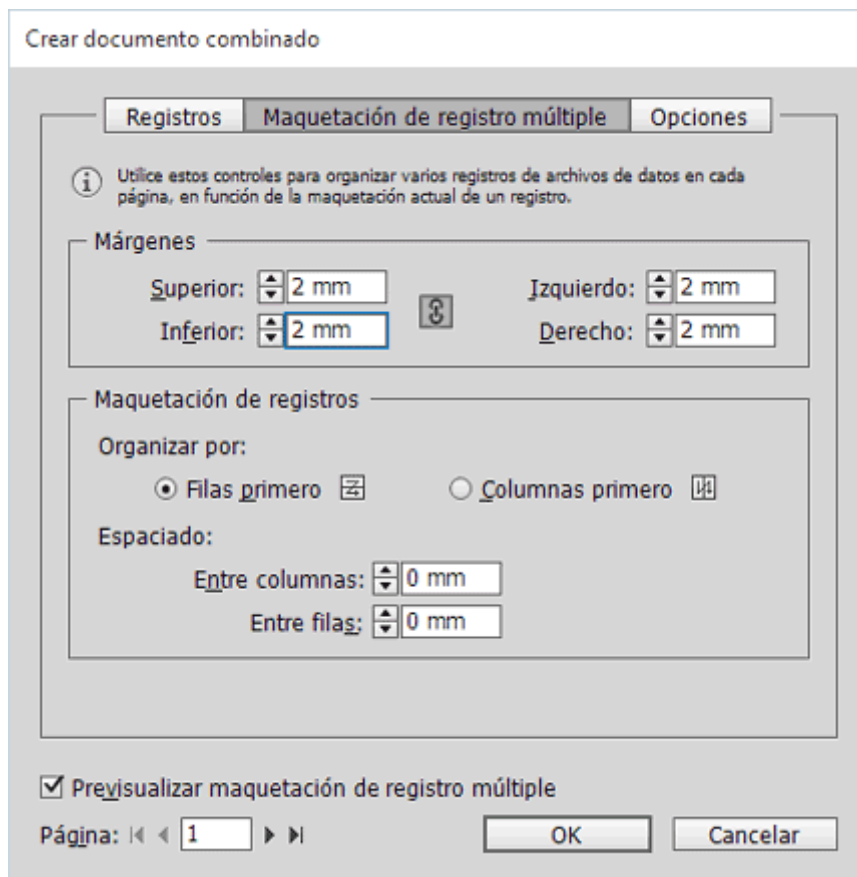 Crear documento combinado
Registros Maquetación de registro múltiple Opciones
Utilice estos controles para organizar varios registros de archivos de datos en cada
página, en función de la maquetación actual de un registro.
Márgenes
Superior: 2 mm Izquierdo: 2 mm
Inferior: 2 mm Derecho: 2 mm
Maquetación de registros
Organizar por:
Filas primero Columnas primero
Espaciado:
Entre columnas: 0 mm
Entre filas: 0 mm
Previsualizar maquetación de registro múltiple
Página: 1 OK Cancelar